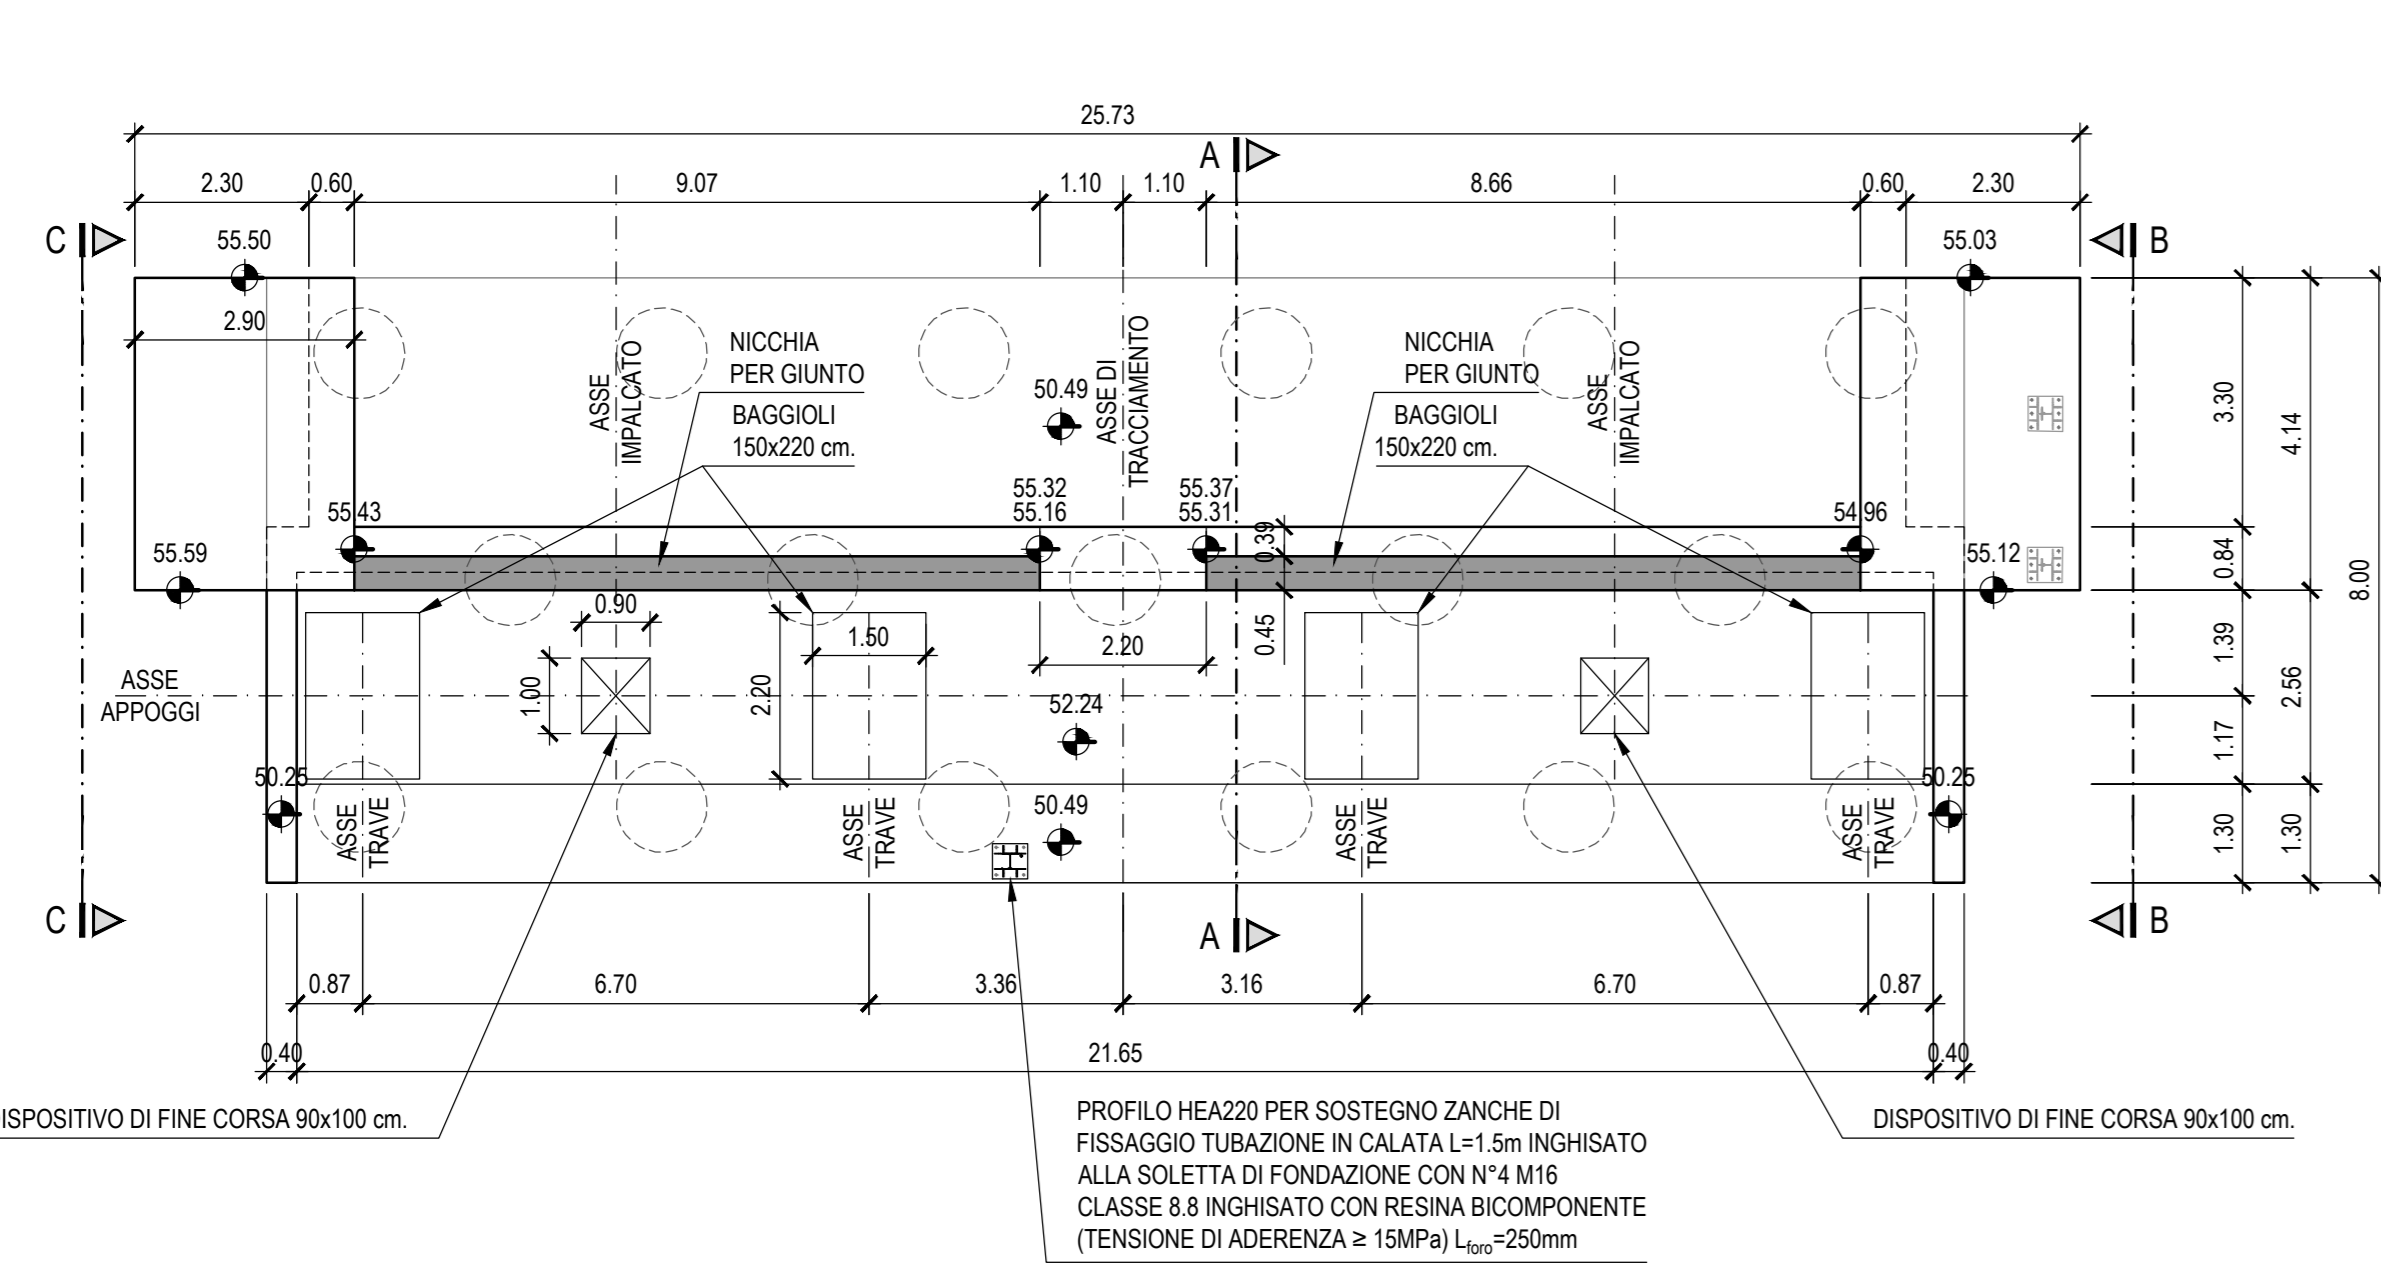 25.73
A
2.30
0.60
9.07
1.10
1.10
8.66
0.60
2.30
C
B
55.50
55.03
2.90
NICCHIA
PER GIUNTO
BAGGIOLI
150x220 cm.
ASSE
IMPALCATO
50.49
ASSE DI
TRACCIAMENTO
NICCHIA
PER GIUNTO
BAGGIOLI
150x220 cm.
ASSE
IMPALCATO
3.30
4.14
8.00
55.43
55.32
55.16
55.37
55.31
0.39
54.96
55.59
55.12
0.84
0.90
1.50
2.20
0.45
1.39
2.56
ASSE
APPOGGI
1.00
2.20
52.24
1.17
50.25
50.49
50.25
ASSE
TRAVE
ASSE
TRAVE
ASSE
TRAVE
ASSE
TRAVE
1.30
1.30
C
A
B
0.87
6.70
3.36
3.16
6.70
0.87
0.40
21.65
0.40
ISPOSITIVO DI FINE CORSA 90x100 cm.
PROFILO HEA220 PER SOSTEGNO ZANCHE DI
FISSAGGIO TUBAZIONE IN CALATA L=1.5m INGHISATO
ALLA SOLETTA DI FONDAZIONE CON N°4 M16
CLASSE 8.8 INGHISATO CON RESINA BICOMPONENTE
(TENSIONE DI ADERENZA ≥ 15MPa) Lforo=250mm
DISPOSITIVO DI FINE CORSA 90x100 cm.